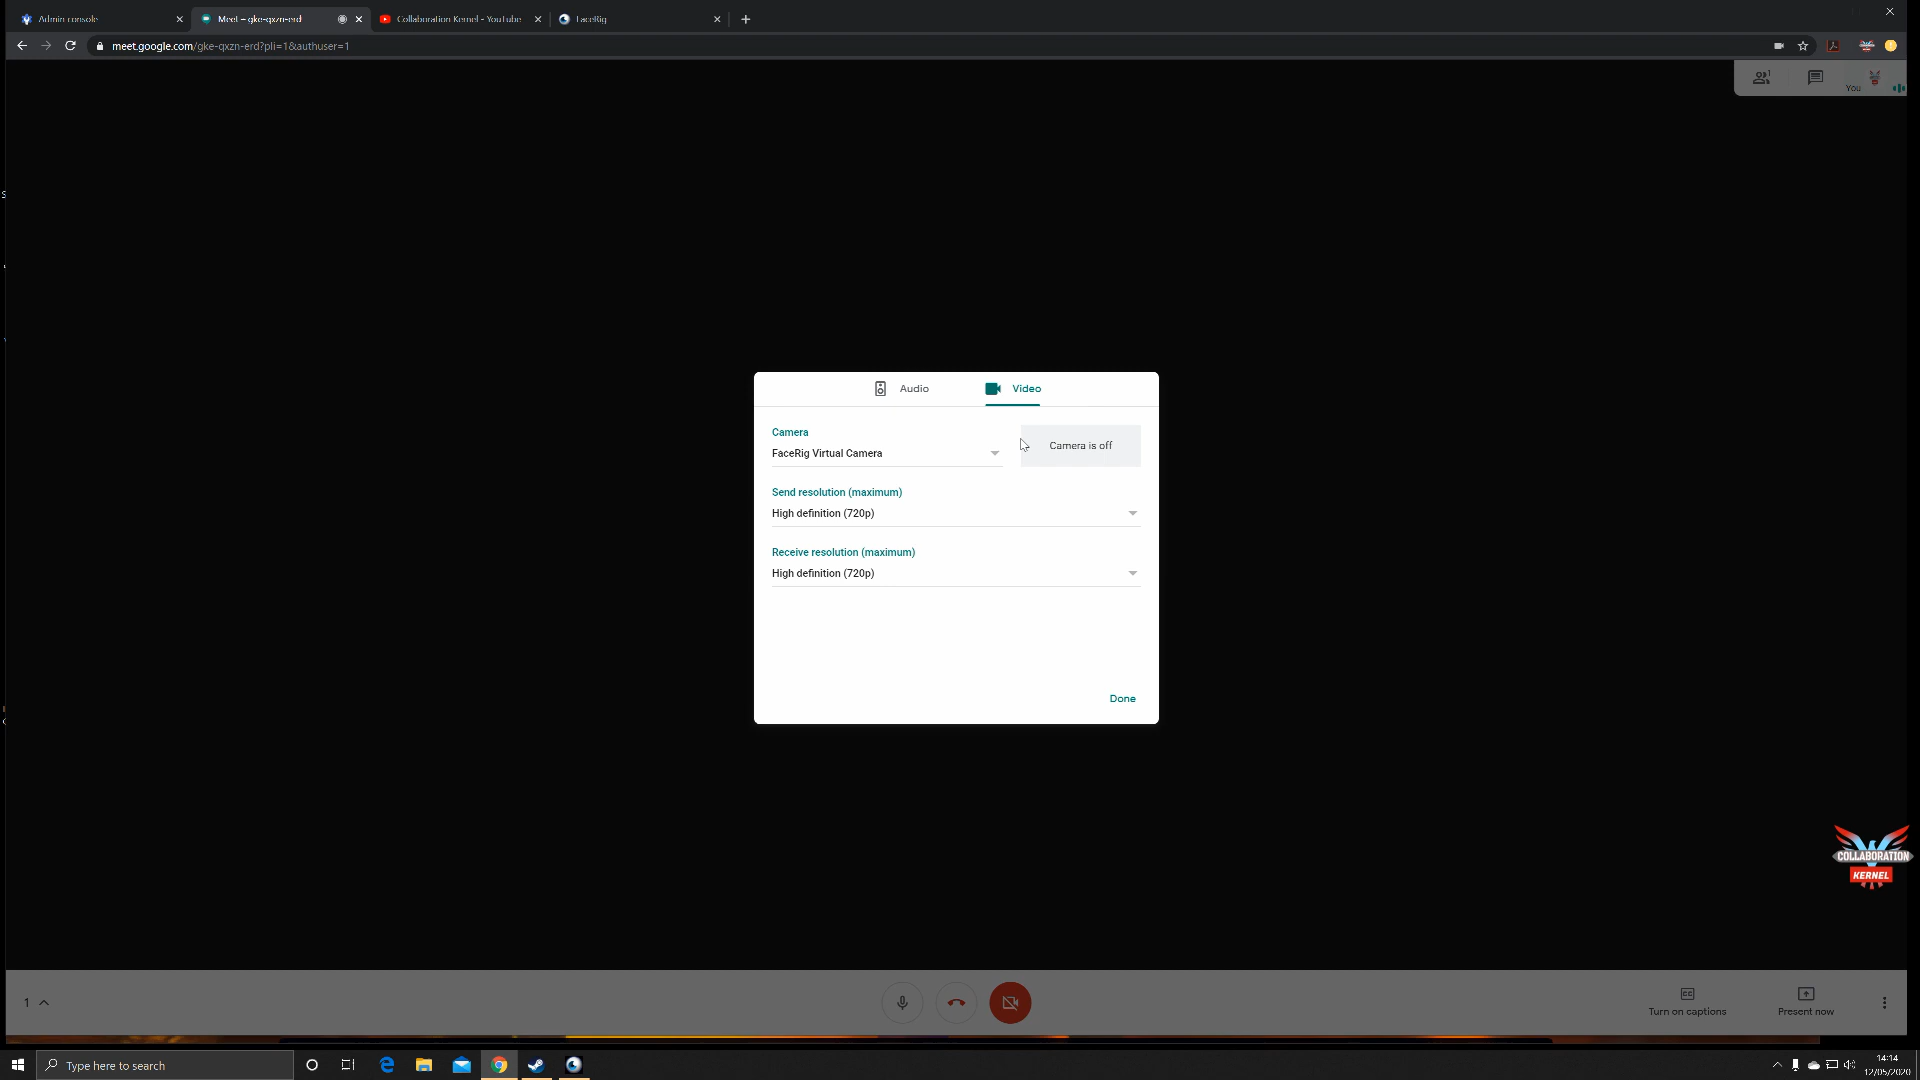 Admin console
Meet – gke-qxzn-erd
Collaboration Kernel - YouTube
FaceRig
meet.google.com/gke-qxzn-erd?pli=1&authuser=1
1
You
Audio
Video
Camera
FaceRig Virtual Camera
Camera is off
Send resolution (maximum)
High definition (720p)
Receive resolution (maximum)
High definition (720p)
Done
COLLABORATION
KERNEL
1
CC
Turn on captions
Present now
Type here to search
14:14
12/05/2020